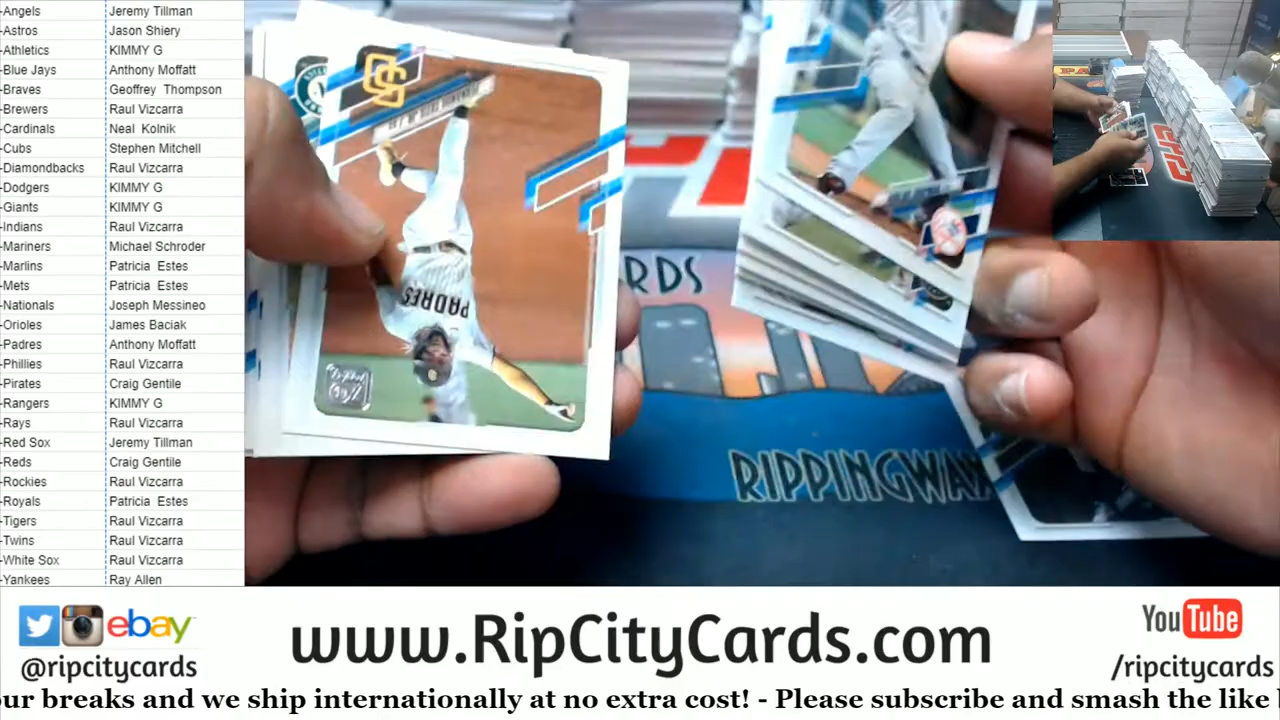 -Angels Jeremy Tillman
-Astros Jason Shiery
-Athletics KIMMY G
-Blue Jays Anthony Moffatt
-Braves Geoffrey Thompson
-Brewers Raul Vizcarra
-Cardinals Neal Kolnik
-Cubs Stephen Mitchell
-Diamondbacks Raul Vizcarra
-Dodgers KIMMY G
-Giants KIMMY G
-Indians Raul Vizcarra
-Mariners Michael Schroder
-Marlins Patricia Estes
-Mets Patricia Estes
-Nationals Joseph Messineo
-Orioles James Baciak
-Padres Anthony Moffatt
-Phillies Raul Vizcarra
-Pirates Craig Gentile
-Rangers KIMMY G
-Rays Raul Vizcarra
-Red Sox Jeremy Tillman
-Reds Craig Gentile
-Rockies Raul Vizcarra
-Royals Patricia Estes
-Tigers Raul Vizcarra
-Twins Raul Vizcarra
-White Sox Raul Vizcarra
-Yankees Ray Allen
PADRES
RDS
RIPPINGWAX
ebay
@ripcitycards
www.RipCityCards.com
YouTube
/ripcitycards
our breaks and we ship internationally at no extra cost! - Please subscribe and smash the like